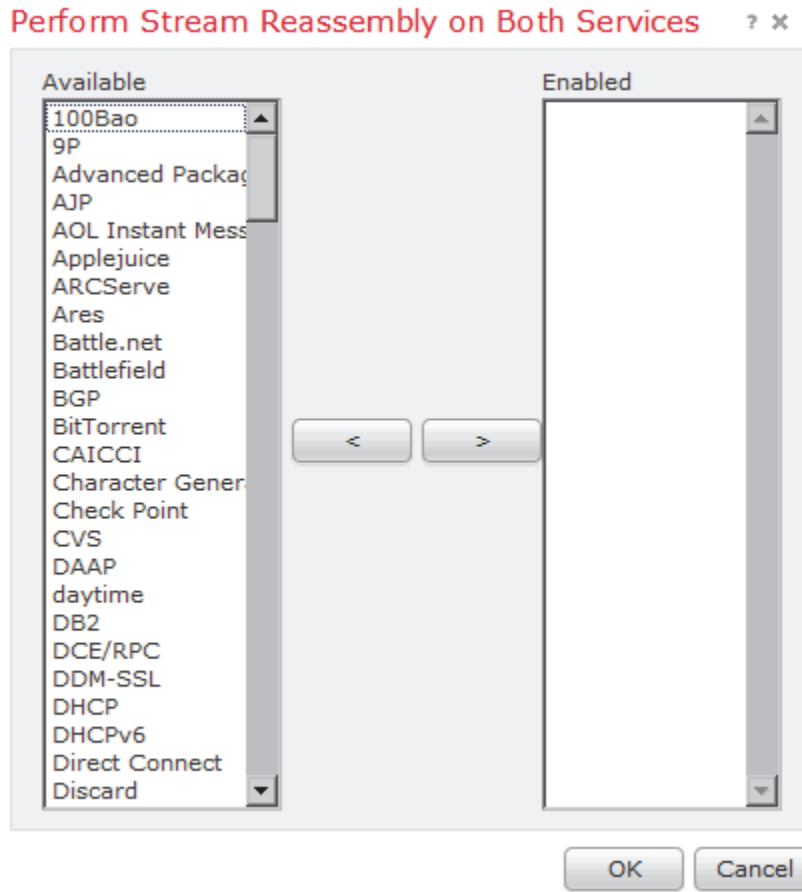 Perform Stream Reassembly on Both Services ? ×
Available
Enabled
100Bao
9P
Advanced Packag
AJP
AOL Instant Mess
Applejuice
ARCServe
Ares
Battle.net
Battlefield
BGP
BitTorrent
CAICCI
Character Gener
Check Point
CVS
DAAP
daytime
DB2
DCE/RPC
DDM-SSL
DHCP
DHCPv6
Direct Connect
Discard
< >
OK Cancel